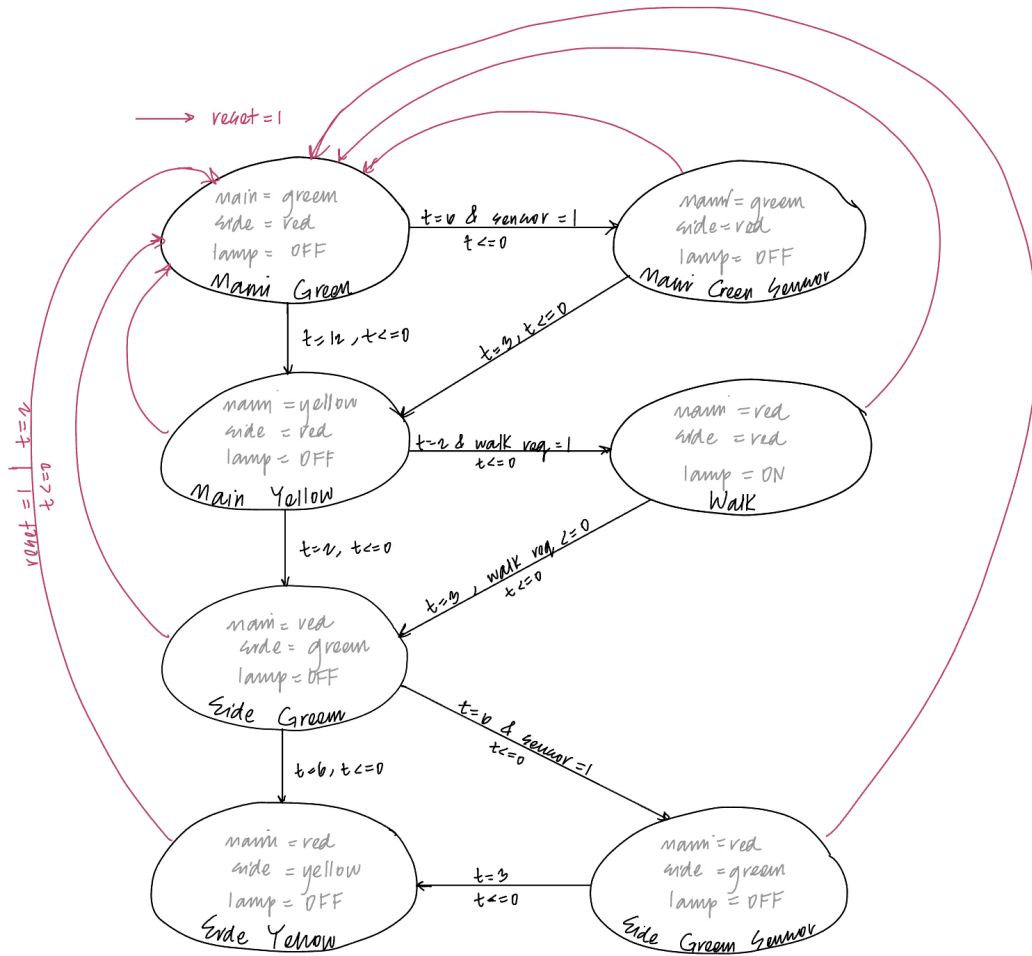 reset=1
main = green
side = red
lamp = OFF
Main Green
t=6 & sensor=1
t<=0
main=green
side=red
lamp= OFF
Main Green Sensor
t=12, t<=0
t=3, t<=0
main = yellow
side = red
lamp = OFF
Main Yellow
t=2 & walk req=1
t<=0
main = red
side = red
lamp = ON
Walk
reset =1 | t=2
t<=0
t=2, t<=0
t=3, walk req <=0
t<=0
main = red
side = green
lamp = OFF
Side Green
t=6 & sensor=1
t<=0
t=6, t<=0
main = red
side = yellow
lamp = OFF
Side Yellow
t=3
t<=0
main = red
side = green
lamp = OFF
Side Green Sensor